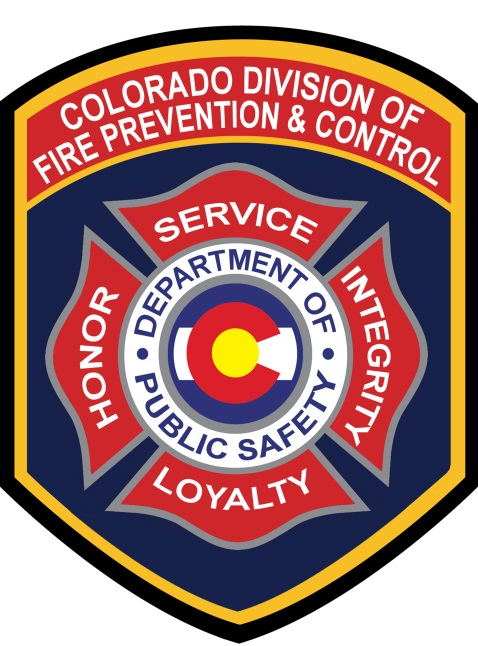 COLORADO DIVISION OF
FIRE PREVENTION & CONTROL
SERVICE
HONOR
INTEGRITY
DEPARTMENT OF
• PUBLIC SAFETY •
LOYALTY